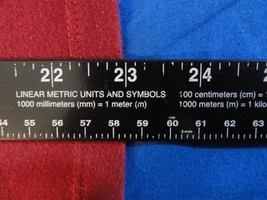 22 23 24
LINEAR METRIC UNITS AND SYMBOLS 100 centimeters (cm) = 1
1000 millimeters (mm) = 1 meter (m) 1000 meters (m) = 1 kilo
54 55 56 57 58 59 60 61 62 63